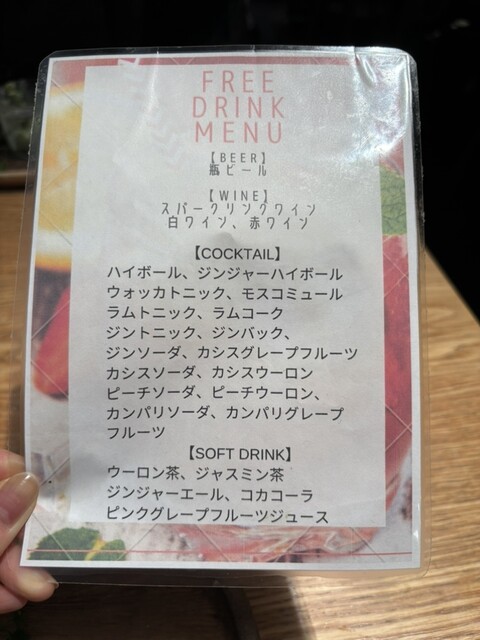 FREE
DRINK
MENU
【BEER】
瓶ビール
【WINE】
スパークリングワイン
白ワイン、赤ワイン
【COCKTAIL】
ハイボール、ジンジャーハイボール
ウォッカトニック、モスコミュール
ラムトニック、ラムコーク
ジントニック、ジンバック、
ジンソーダ、カシスグレープフルーツ
カシスソーダ、カシスウーロン
ピーチソーダ、ピーチウーロン、
カンパリソーダ、カンパリグレープ
フルーツ
【SOFT DRINK】
ウーロン茶、ジャスミン茶
ジンジャーエール、コカコーラ
ピンクグレープフルーツジュース